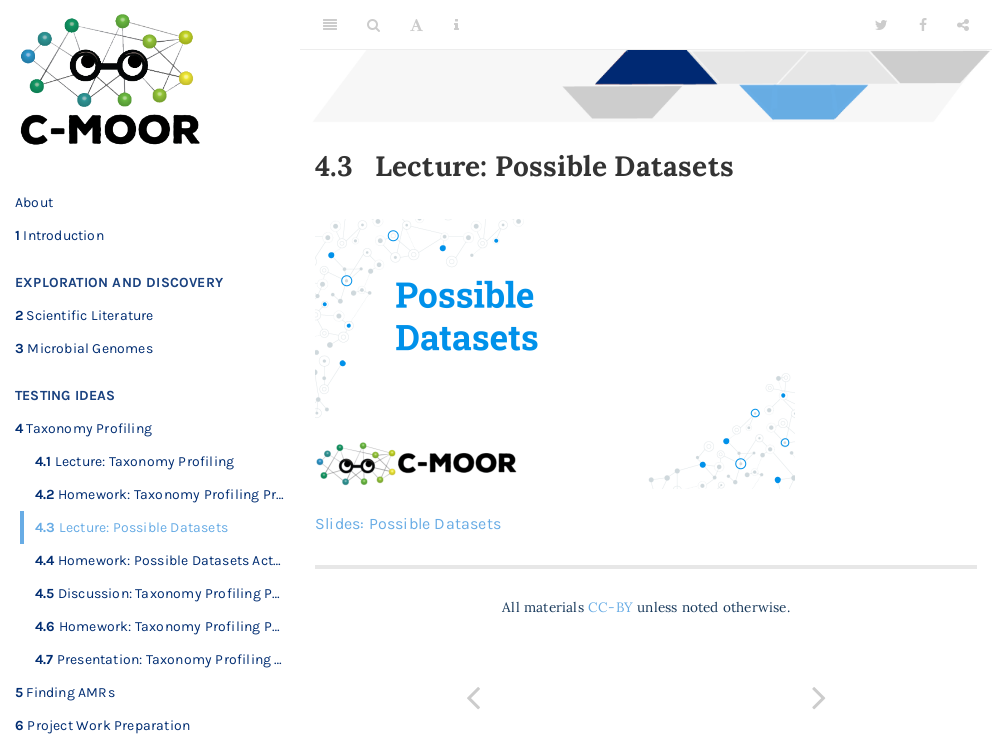 C-MOOR
About
1 Introduction
EXPLORATION AND DISCOVERY
2 Scientific Literature
3 Microbial Genomes
TESTING IDEAS
4 Taxonomy Profiling
4.1 Lecture: Taxonomy Profiling
4.2 Homework: Taxonomy Profiling Pr...
4.3 Lecture: Possible Datasets
4.4 Homework: Possible Datasets Act...
4.5 Discussion: Taxonomy Profiling P...
4.6 Homework: Taxonomy Profiling P...
4.7 Presentation: Taxonomy Profiling ...
5 Finding AMRs
6 Project Work Preparation
A
i
4.3 Lecture: Possible Datasets
Possible
Datasets
C-MOOR
Slides: Possible Datasets
All materials CC-BY unless noted otherwise.